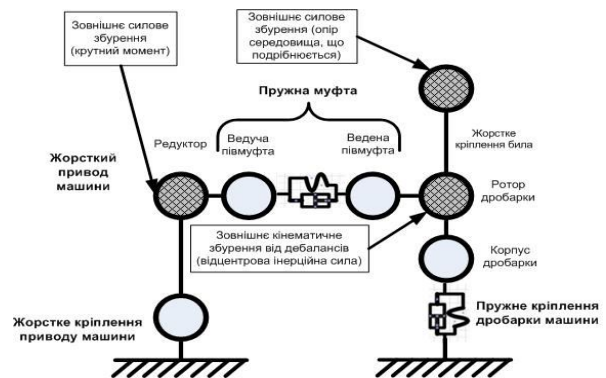 Зовнішнє силове
збурення
(крутний момент)
Зовнішнє силове
збурення (опір
середовища, що
подрібнюється)
Пружна муфта
Редуктор
Ведуча
півмуфта
Ведена
півмуфта
Жорстке
кріплення била
Жорсткий
привод
машини
Ротор
дробарки
Зовнішнє кінематичне
збурення від дебалансів
(відцентрова інерційна сила)
Корпус
дробарки
Жорстке кріплення
приводу машини
Пружне кріплення
дробарки машини